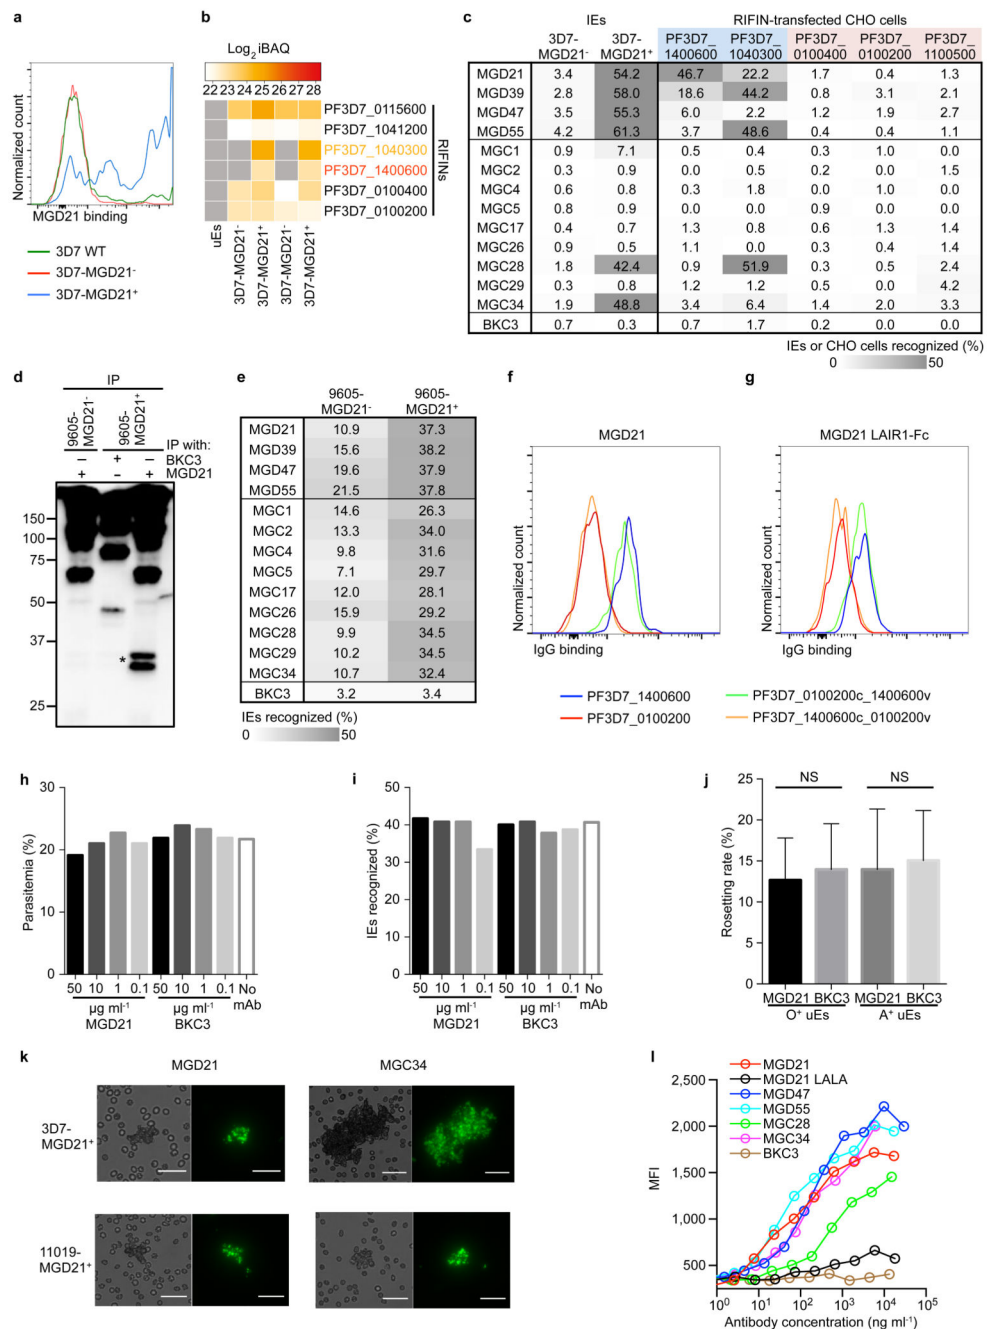 a
Normalized count
MGD21 binding
3D7 WT
3D7-MGD21-
3D7-MGD21+
b
Log2 iBAQ
22 23 24 25 26 27 28
PF3D7_0115600
PF3D7_1041200
PF3D7_1040300
PF3D7_1400600
PF3D7_0100400
PF3D7_0100200
RIFINs
uEs
3D7-MGD21-
3D7-MGD21+
3D7-MGD21-
3D7-MGD21+
c
IEs RIFIN-transfected CHO cells
3D7-MGD21- 3D7-MGD21+ PF3D7_1400600 PF3D7_1040300 PF3D7_0100400 PF3D7_0100200 PF3D7_1100500
MGD21 3.4 54.2 46.7 22.2 1.7 0.4 1.3
MGD39 2.8 58.0 18.6 44.2 0.8 3.1 2.1
MGD47 3.5 55.3 6.0 2.2 1.2 1.9 2.7
MGD55 4.2 61.3 3.7 48.6 0.4 0.4 1.1
MGC1 0.9 7.1 0.5 0.4 0.3 1.0 0.0
MGC2 0.3 0.9 0.0 0.5 0.3 0.0 1.5
MGC4 0.6 0.8 0.3 1.8 0.0 1.0 0.0
MGC5 0.8 0.9 0.0 0.0 0.9 0.0 0.0
MGC17 0.4 0.7 1.3 0.8 0.6 1.3 1.4
MGC26 0.9 0.5 1.1 0.0 0.3 0.4 1.4
MGC28 1.8 42.4 0.9 51.9 0.3 0.5 2.4
MGC29 0.3 0.8 1.2 1.2 0.5 0.0 4.2
MGC34 1.9 48.8 3.4 6.4 1.4 2.0 3.3
BKC3 0.7 0.3 0.7 1.7 0.2 0.0 0.0
IEs or CHO cells recognized (%)
0 50
d
IP
9605-MGD21-
9605-MGD21+
IP with:
– + – BKC3
+ – + MGD21
150
100
75
50
37
*
25
e
9605-MGD21- 9605-MGD21+
MGD21 10.9 37.3
MGD39 15.6 38.2
MGD47 19.6 37.9
MGD55 21.5 37.8
MGC1 14.6 26.3
MGC2 13.3 34.0
MGC4 9.8 31.6
MGC5 7.1 29.7
MGC17 12.0 28.1
MGC26 15.9 29.2
MGC28 9.9 34.5
MGC29 10.2 34.5
MGC34 10.7 32.4
BKC3 3.2 3.4
IEs recognized (%)
0 50
f
MGD21
Normalized count
IgG binding
g
MGD21 LAIR1-Fc
Normalized count
IgG binding
PF3D7_1400600
PF3D7_0100200
PF3D7_0100200c_1400600v
PF3D7_1400600c_0100200v
h
Parasitemia (%)
30
20
10
0
50 10 1 0.1 50 10 1 0.1 No mAb
µg ml-1 MGD21
µg ml-1 BKC3
i
IEs recognized (%)
50
40
30
20
10
0
50 10 1 0.1 50 10 1 0.1 No mAb
µg ml-1 MGD21
µg ml-1 BKC3
j
Rosetting rate (%)
25
20
15
10
5
0
NS NS
MGD21 BKC3 MGD21 BKC3
O+ uEs A+ uEs
k
MGD21 MGC34
3D7-MGD21+
11019-MGD21+
l
MGD21
MGD21 LALA
MGD47
MGD55
MGC28
MGC34
BKC3
MFI
2,500
2,000
1,500
1,000
500
10^0 10^1 10^2 10^3 10^4 10^5
Antibody concentration (ng ml-1)